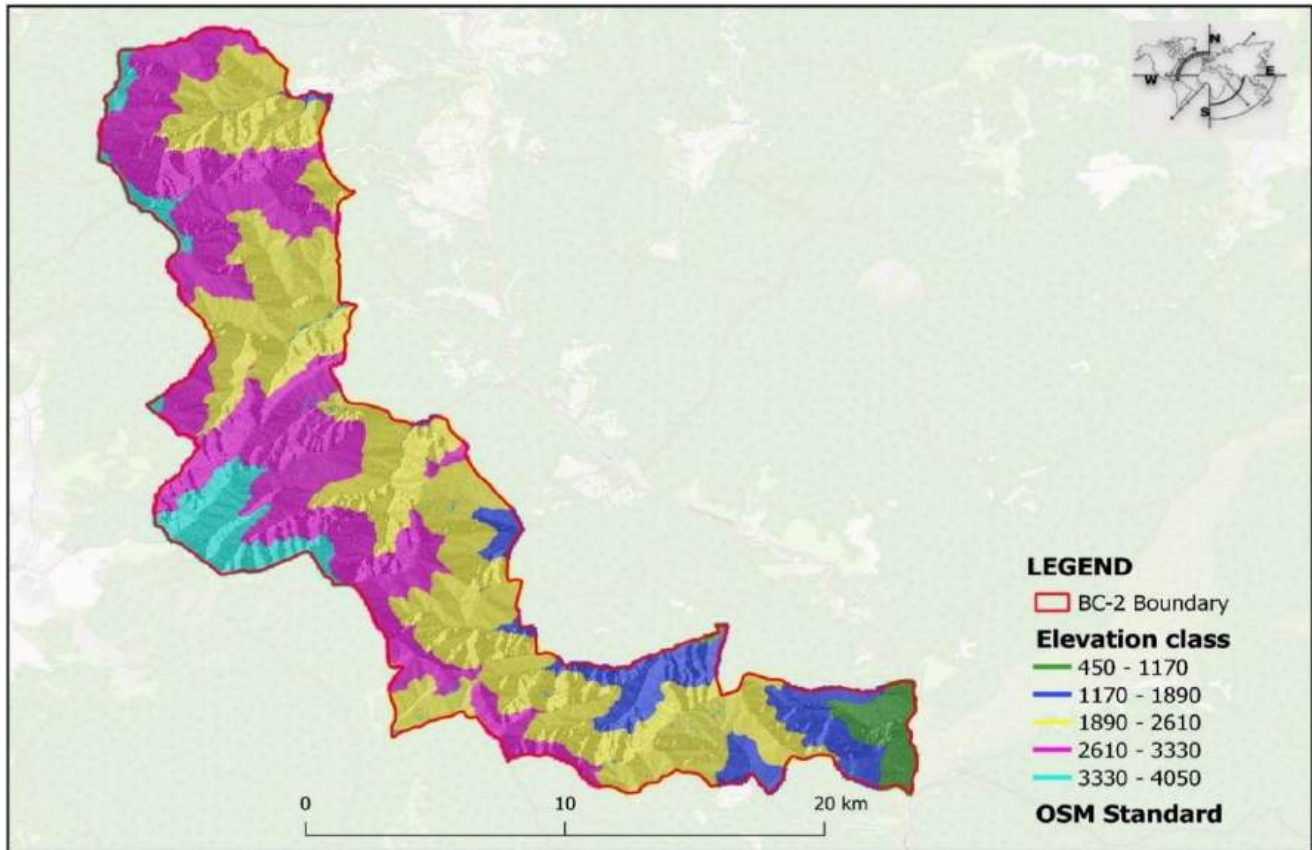 N
W E
S
LEGEND
BC-2 Boundary
Elevation class
450 - 1170
1170 - 1890
1890 - 2610
2610 - 3330
3330 - 4050
OSM Standard
0 10 20 km